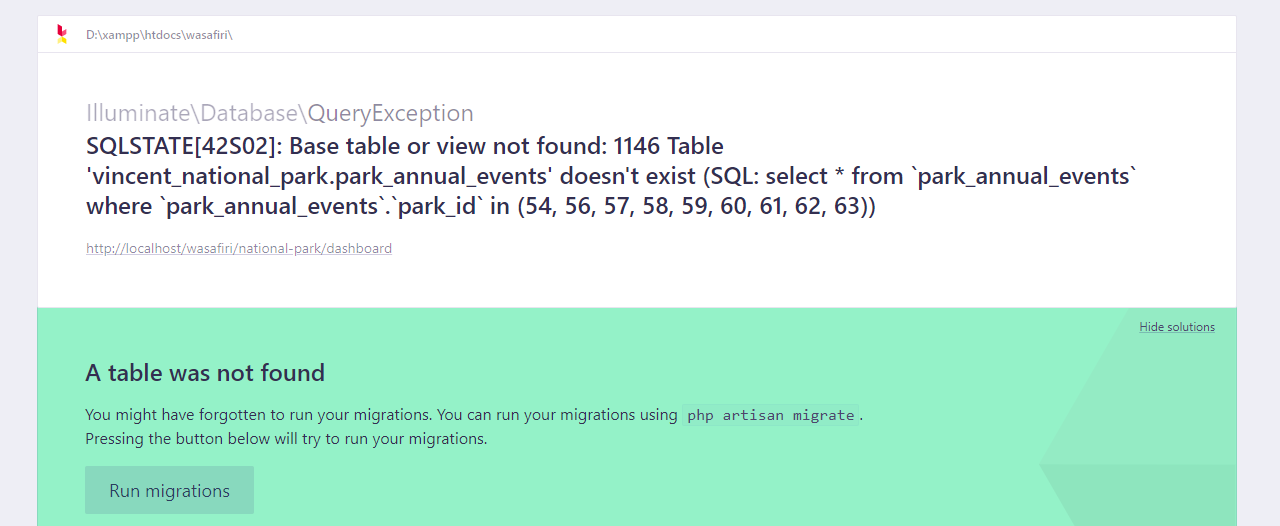 D:\xampp\htdocs\wasafiri\
Illuminate\Database\QueryException
SQLSTATE[42S02]: Base table or view not found: 1146 Table
'vincent_national_park.park_annual_events' doesn't exist (SQL: select * from `park_annual_events`
where `park_annual_events`.`park_id` in (54, 56, 57, 58, 59, 60, 61, 62, 63))
http://localhost/wasafiri/national-park/dashboard
Hide solutions
A table was not found
You might have forgotten to run your migrations. You can run your migrations using php artisan migrate.
Pressing the button below will try to run your migrations.
Run migrations